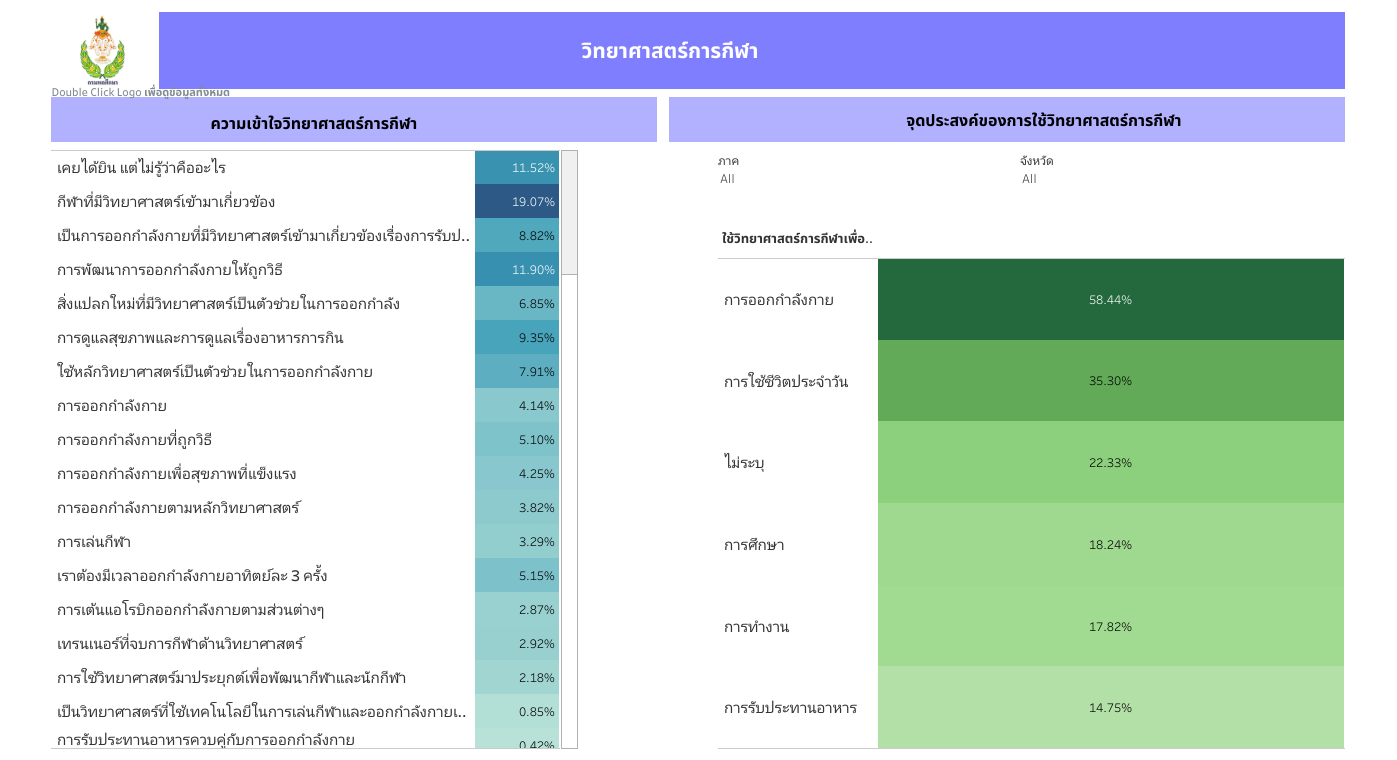 วิทยาศาสตร์การกีฬา
กรมพลศึกษา
Double Click Logo เพื่อดูข้อมูลทั้งหมด
ความเข้าใจวิทยาศาสตร์การกีฬา
เคยได้ยิน แต่ไม่รู้ว่าคืออะไร 11.52%
กีฬาที่มีวิทยาศาสตร์เข้ามาเกี่ยวข้อง 19.07%
เป็นการออกกำลังกายที่มีวิทยาศาสตร์เข้ามาเกี่ยวข้องเรื่องการรับป.. 8.82%
การพัฒนาการออกกำลังกายให้ถูกวิธี 11.90%
สิ่งแปลกใหม่ที่มีวิทยาศาสตร์เป็นตัวช่วยในการออกกำลัง 6.85%
การดูแลสุขภาพและการดูแลเรื่องอาหารการกิน 9.35%
ใช้หลักวิทยาศาสตร์เป็นตัวช่วยในการออกกำลังกาย 7.91%
การออกกำลังกาย 4.14%
การออกกำลังกายที่ถูกวิธี 5.10%
การออกกำลังกายเพื่อสุขภาพที่แข็งแรง 4.25%
การออกกำลังกายตามหลักวิทยาศาสตร์ 3.82%
การเล่นกีฬา 3.29%
เราต้องมีเวลาออกกำลังกายอาทิตย์ละ 3 ครั้ง 5.15%
การเต้นแอโรบิกออกกำลังกายตามส่วนต่างๆ 2.87%
เทรนเนอร์ที่จบการกีฬาด้านวิทยาศาสตร์ 2.92%
การใช้วิทยาศาสตร์มาประยุกต์เพื่อพัฒนากีฬาและนักกีฬา 2.18%
เป็นวิทยาศาสตร์ที่ใช้เทคโนโลยีในการเล่นกีฬาและออกกำลังกายเ.. 0.85%
การรับประทานอาหารควบคู่กับการออกกำลังกาย 0.42%
จุดประสงค์ของการใช้วิทยาศาสตร์การกีฬา
ภาค จังหวัด
All All
ใช้วิทยาศาสตร์การกีฬาเพื่อ..
การออกกำลังกาย 58.44%
การใช้ชีวิตประจำวัน 35.30%
ไม่ระบุ 22.33%
การศึกษา 18.24%
การทำงาน 17.82%
การรับประทานอาหาร 14.75%